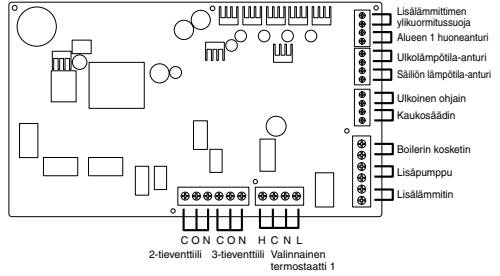 Lisälämmittimen
ylikuormitussuoja
Alueen 1 huoneanturi
Ulkolämpötila-anturi
Säiliön lämpötila-anturi
Ulkoinen ohjain
Kaukosäädin
Boilerin kosketin
Lisäpumppu
Lisälämmitin
C O N C O N H C N L
2-tieventtiili 3-tieventtiili Valinnainen
termostaatti 1